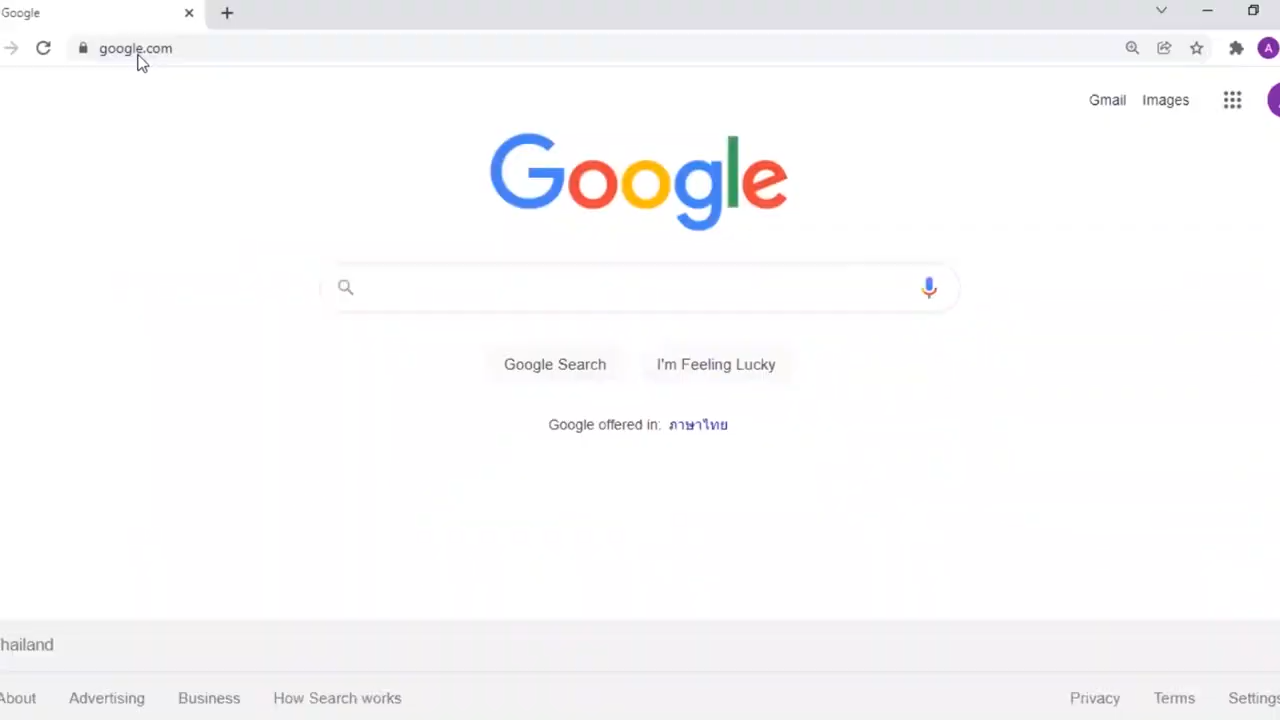 Google
google.com
A
Gmail Images
Google
Google Search I'm Feeling Lucky
Google offered in: ภาษาไทย
hailand
About Advertising Business How Search works Privacy Terms Settings